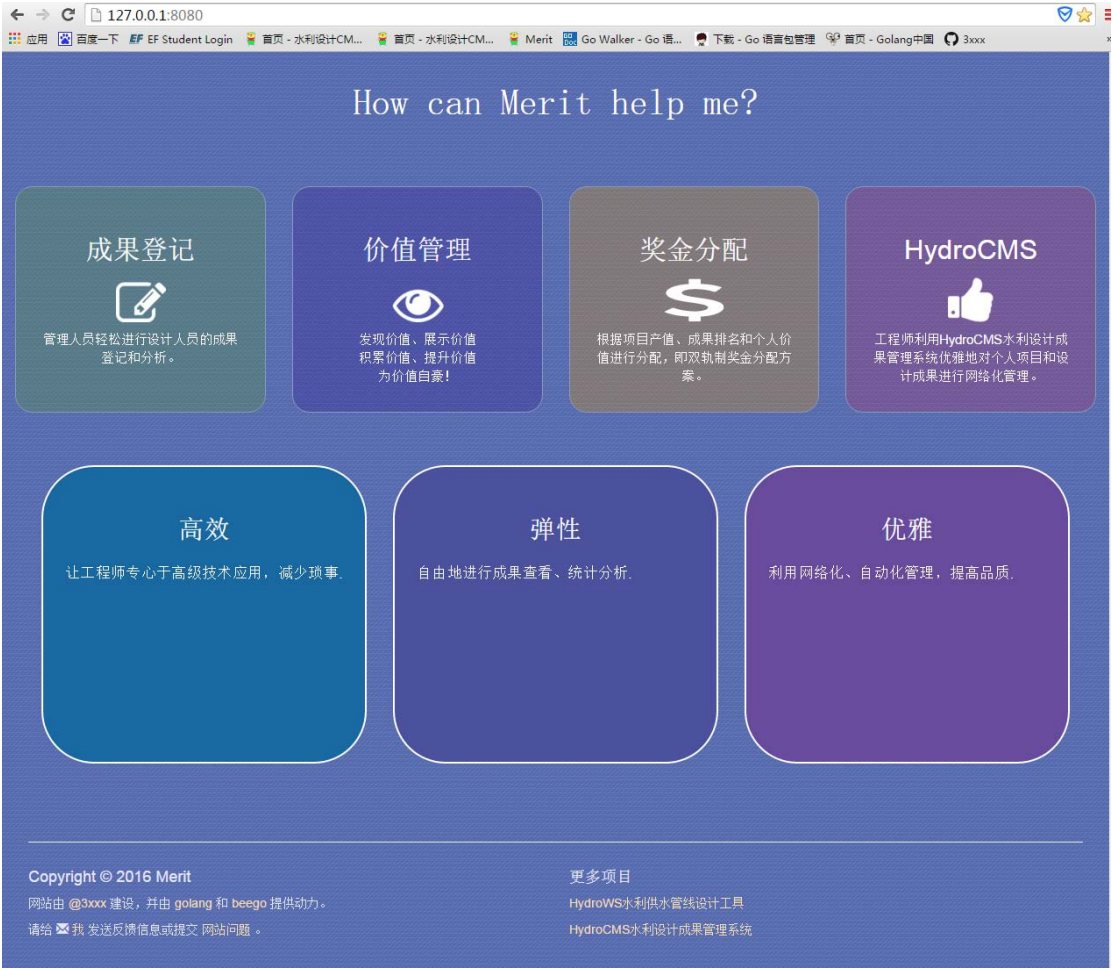 127.0.0.1:8080
应用 百度一下 EF EF Student Login 首页 - 水利设计CM... 首页 - 水利设计CM... Merit Go Walker - Go 语... 下载 - Go 语言包管理 首页 - Golang中国 3xxx
How can Merit help me?
成果登记
管理人员轻松进行设计人员的成果
登记和分析。
价值管理
发现价值、展示价值
积累价值、提升价值
为价值自豪!
奖金分配
根据项目产值、成果排名和个人价
值进行分配，即双轨制奖金分配方
案。
HydroCMS
工程师利用HydroCMS水利设计成
果管理系统优雅地对个人项目和设
计成果进行网络化管理。
高效
让工程师专心于高级技术应用，减少琐事.
弹性
自由地进行成果查看、统计分析.
优雅
利用网络化、自动化管理，提高品质.
Copyright © 2016 Merit
网站由 @3xxx 建设，并由 golang 和 beego 提供动力。
请给 我 发送反馈信息或提交 网站问题 。
更多项目
HydroWS水利供水管线设计工具
HydroCMS水利设计成果管理系统